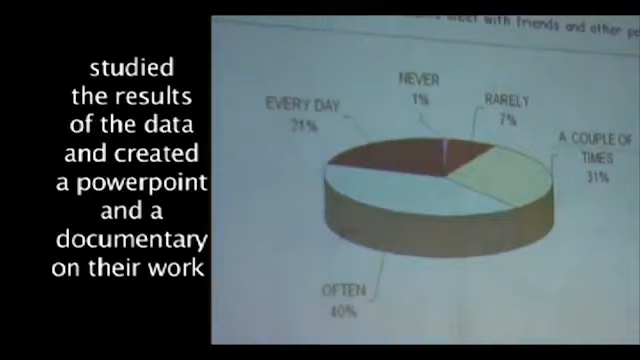 studied
the results
of the data
and created
a powerpoint
and a
documentary
on their work
meet with friends and other
NEVER
1%
RARELY
7%
EVERY DAY
21%
A COUPLE OF
TIMES
31%
OFTEN
40%